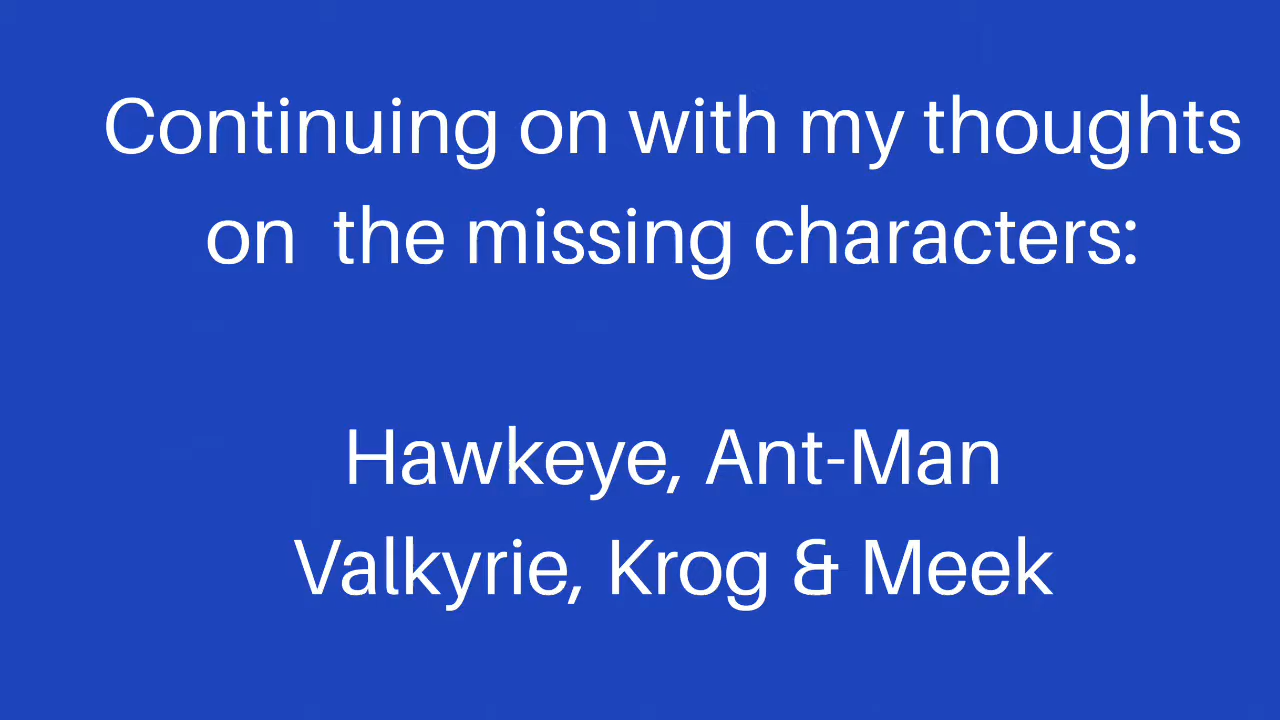 Continuing on with my thoughts
on  the missing characters:
Hawkeye, Ant-Man
Valkyrie, Krog & Meek